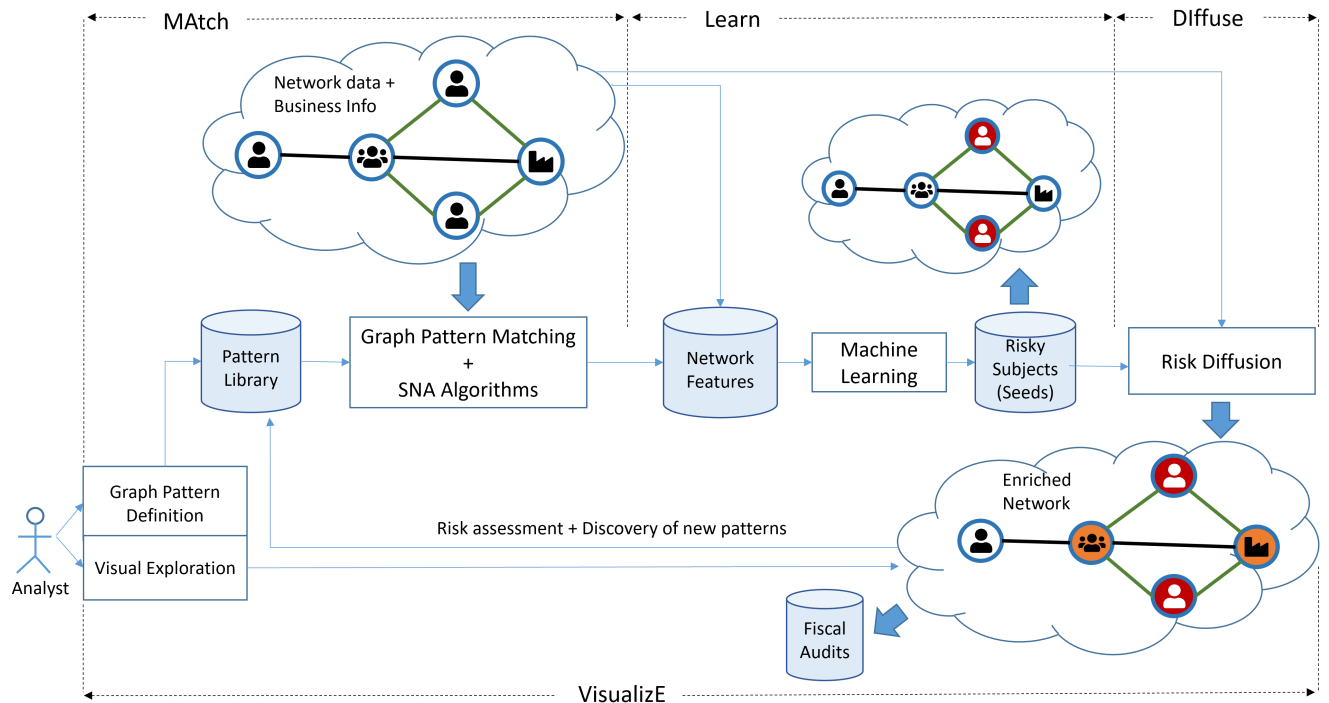 MAtch
Learn
DIffuse
Network data +
Business Info
Pattern
Library
Graph Pattern Matching
+
SNA Algorithms
Network
Features
Machine
Learning
Risky
Subjects
(Seeds)
Risk Diffusion
Graph Pattern
Definition
Visual Exploration
Analyst
Risk assessment + Discovery of new patterns
Enriched
Network
Fiscal
Audits
VisualizE